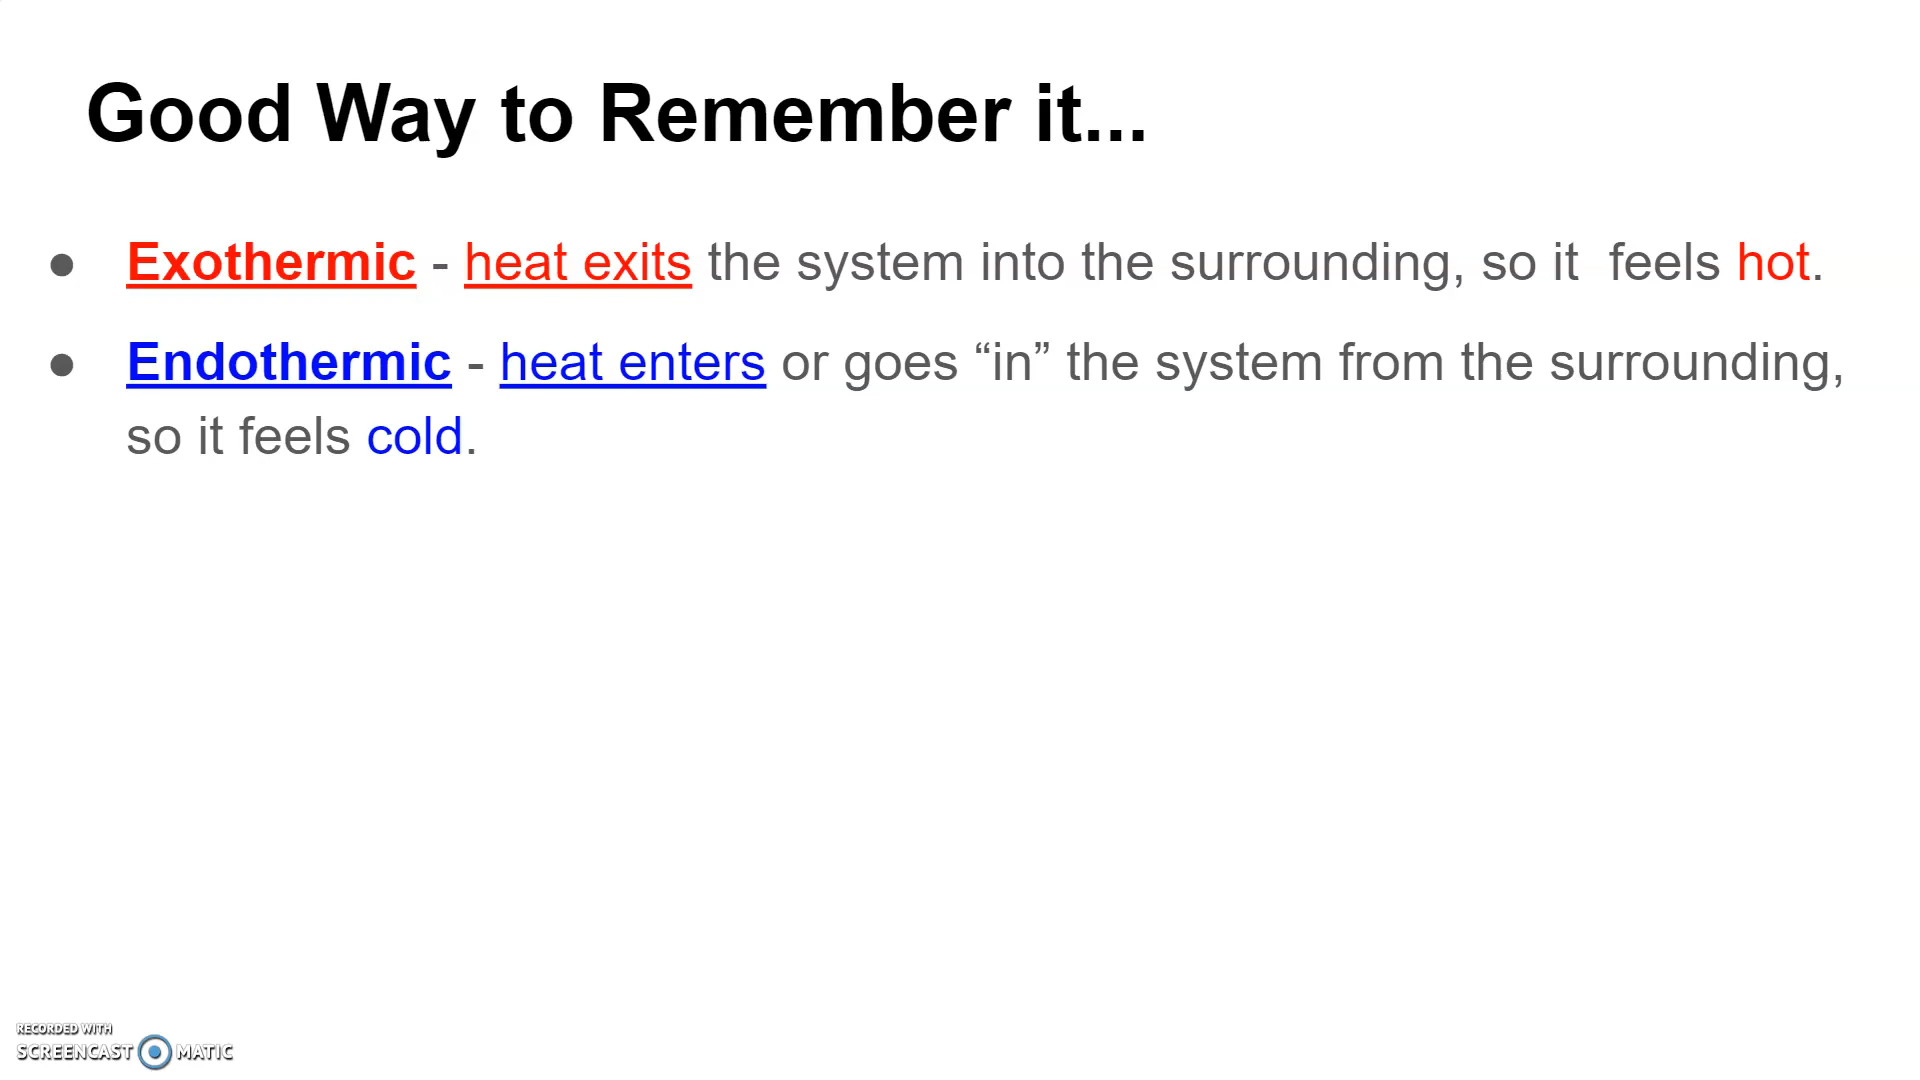 Good Way to Remember it...
● Exothermic - heat exits the system into the surrounding, so it  feels hot.
● Endothermic - heat enters or goes “in” the system from the surrounding,
so it feels cold.
RECORDED WITH
SCREENCAST MATIC